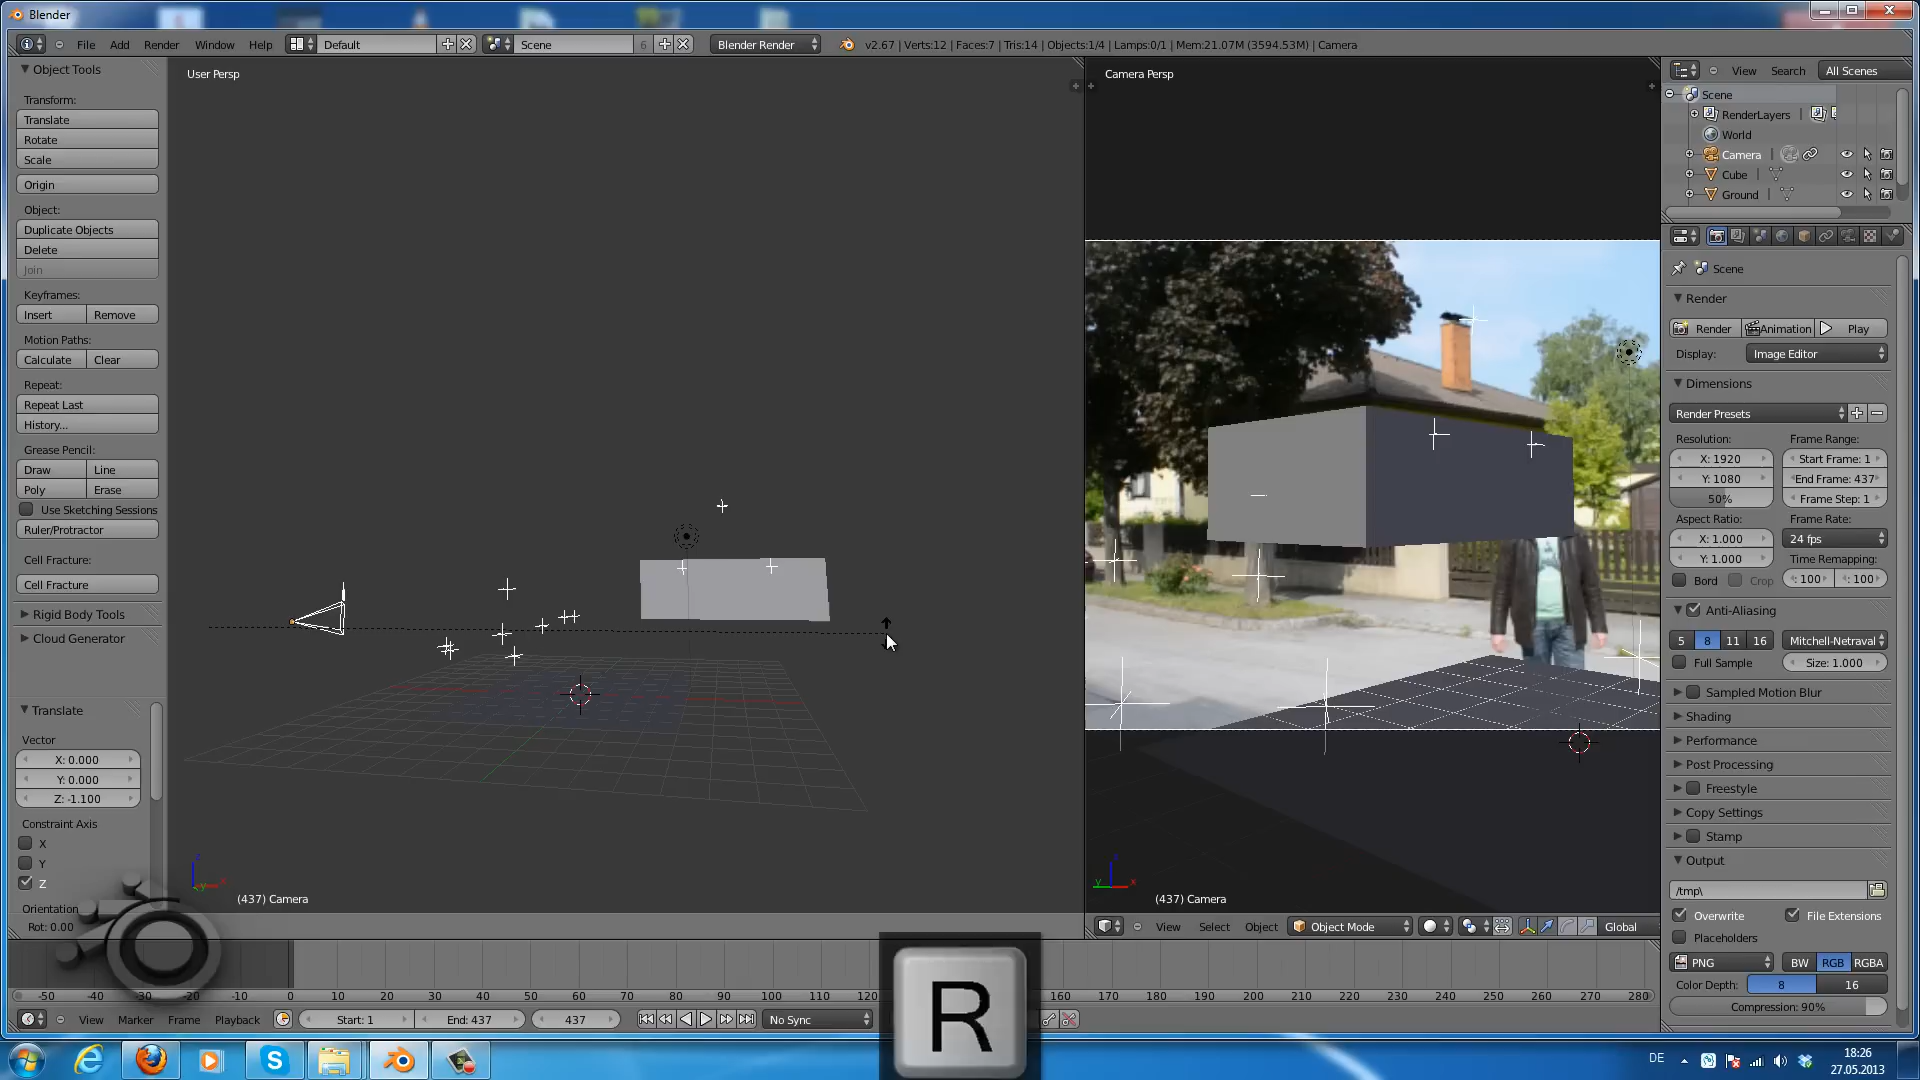 Blender
File Add Render Window Help Default Scene 6 Blender Render v2.67 | Verts:12 | Faces:7 | Tris:14 | Objects:1/4 | Lamps:0/1 | Mem:21.07M (3594.53M) | Camera
Object Tools
Transform:
Translate
Rotate
Scale
Origin
Object:
Duplicate Objects
Delete
Join
Keyframes:
Insert Remove
Motion Paths:
Calculate Clear
Repeat:
Repeat Last
History...
Grease Pencil:
Draw Line
Poly Erase
Use Sketching Sessions
Ruler/Protractor
Cell Fracture:
Cell Fracture
Rigid Body Tools
Cloud Generator
Translate
Vector
X: 0.000
Y: 0.000
Z: -1.100
Constraint Axis
X
Y
Z
Orientation
Rot: 0.00
User Persp
(437) Camera
Camera Persp
(437) Camera
View Select Object Object Mode Global
View Search All Scenes
Scene
RenderLayers |
World
Camera |
Cube |
Ground |
Scene
Render
Render Animation Play
Display: Image Editor
Dimensions
Render Presets
Resolution: Frame Range:
X: 1920 Start Frame: 1
Y: 1080 End Frame: 437
50% Frame Step: 1
Aspect Ratio: Frame Rate:
X: 1.000 24 fps
Y: 1.000 Time Remapping:
Bord Crop : 100 : 100
Anti-Aliasing
5 8 11 16 Mitchell-Netraval
Full Sample Size: 1.000
Sampled Motion Blur
Shading
Performance
Post Processing
Freestyle
Copy Settings
Stamp
Output
/tmp\
Overwrite File Extensions
Placeholders
PNG BW RGB RGBA
Color Depth: 8 16
Compression: 90%
-50 -40 -30 -20 -10 0 10 20 30 40 50 60 70 80 90 100 110 120 160 170 180 190 200 210 220 230 240 250 260 270 280
View Marker Frame Playback Start: 1 End: 437 437 No Sync
R
DE
18:26
27.05.2013